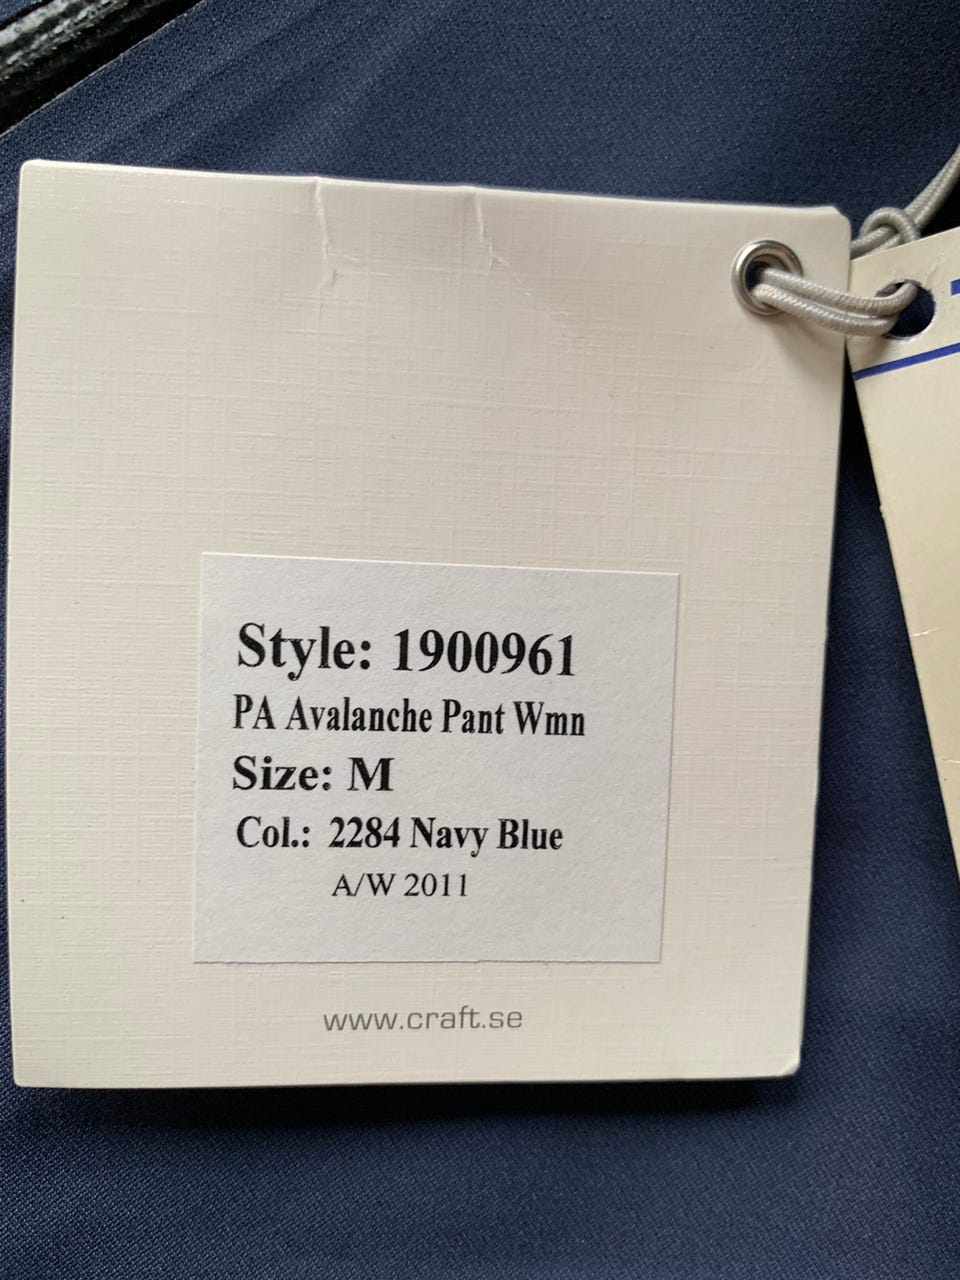 Style: 1900961
PA Avalanche Pant Wmn
Size: M
Col.: 2284 Navy Blue
A/W 2011
www.craft.se